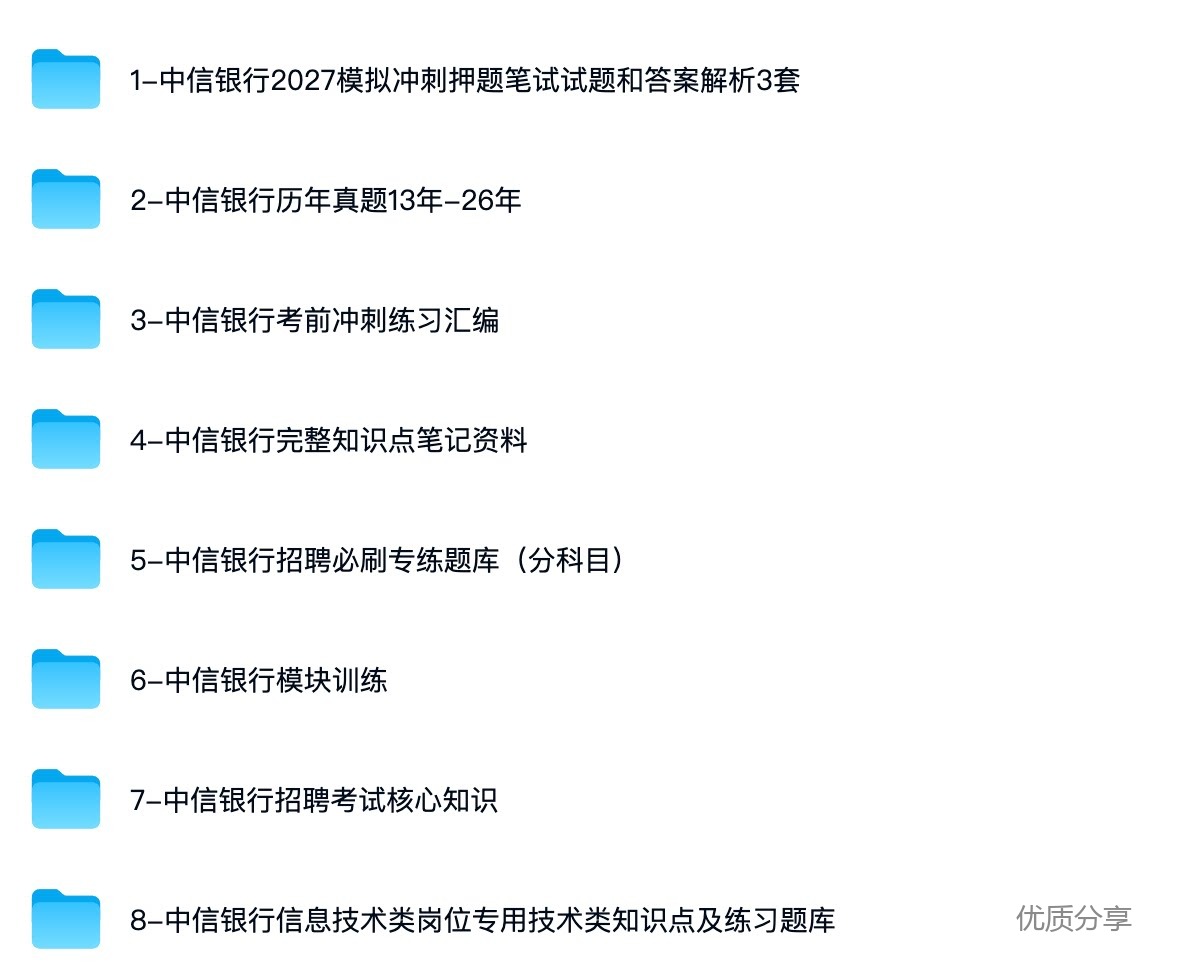 1-中信银行2027模拟冲刺押题笔试试题和答案解析3套
2-中信银行历年真题13年-26年
3-中信银行考前冲刺练习汇编
4-中信银行完整知识点笔记资料
5-中信银行招聘必刷专练题库（分科目）
6-中信银行模块训练
7-中信银行招聘考试核心知识
8-中信银行信息技术类岗位专用技术类知识点及练习题库
优质分享